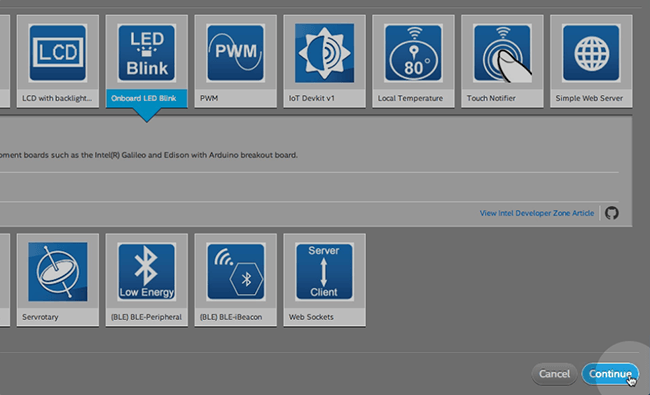 LCD
LED
Blink
PWM
80°
LCD with backlight...
Onboard LED Blink
PWM
IoT Devkit v1
Local Temperature
Touch Notifier
Simple Web Server
opment boards such as the Intel(R) Galileo and Edison with Arduino breakout board.
View Intel Developer Zone Article
Low Energy
Server
Client
Servrotary
(BLE) BLE-Peripheral
(BLE) BLE-iBeacon
Web Sockets
Cancel
Continue